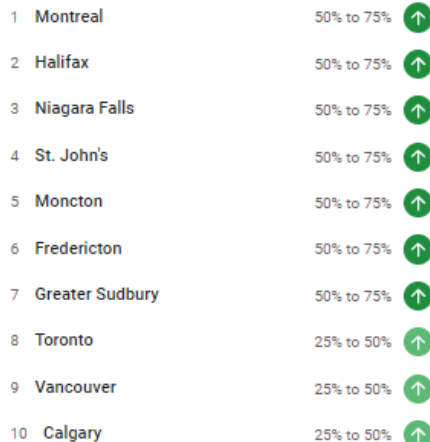 1 Montreal 50% to 75%
2 Halifax 50% to 75%
3 Niagara Falls 50% to 75%
4 St. John's 50% to 75%
5 Moncton 50% to 75%
6 Fredericton 50% to 75%
7 Greater Sudbury 50% to 75%
8 Toronto 25% to 50%
9 Vancouver 25% to 50%
10 Calgary 25% to 50%